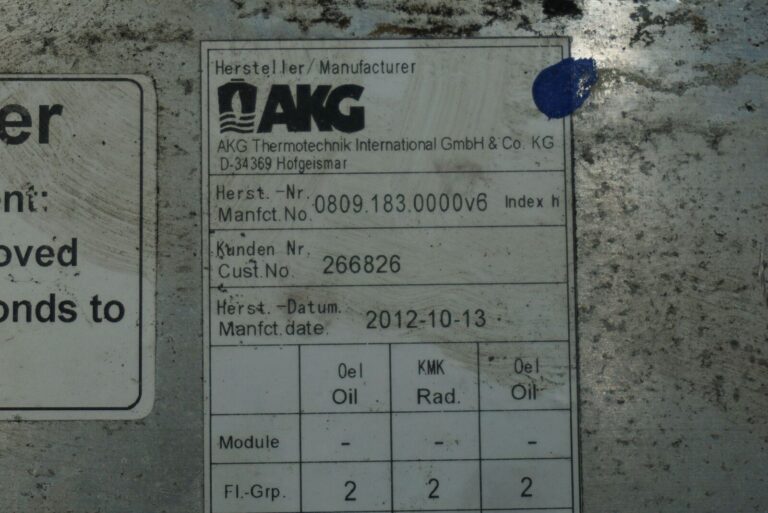 er
nt:
oved
onds to
Hersteller/Manufacturer
AKG
AKG Thermotechnik International GmbH & Co. KG
D-34369 Hofgeismar
Herst.-Nr.
Manfct.No. 0809.183.0000v6 Index h
Kunden Nr.
Cust.No. 266826
Herst.-Datum.
Manfct.date. 2012-10-13
Oel KMK Oel
Oil Rad. Oil
Module - - -
Fl.-Grp. 2 2 2